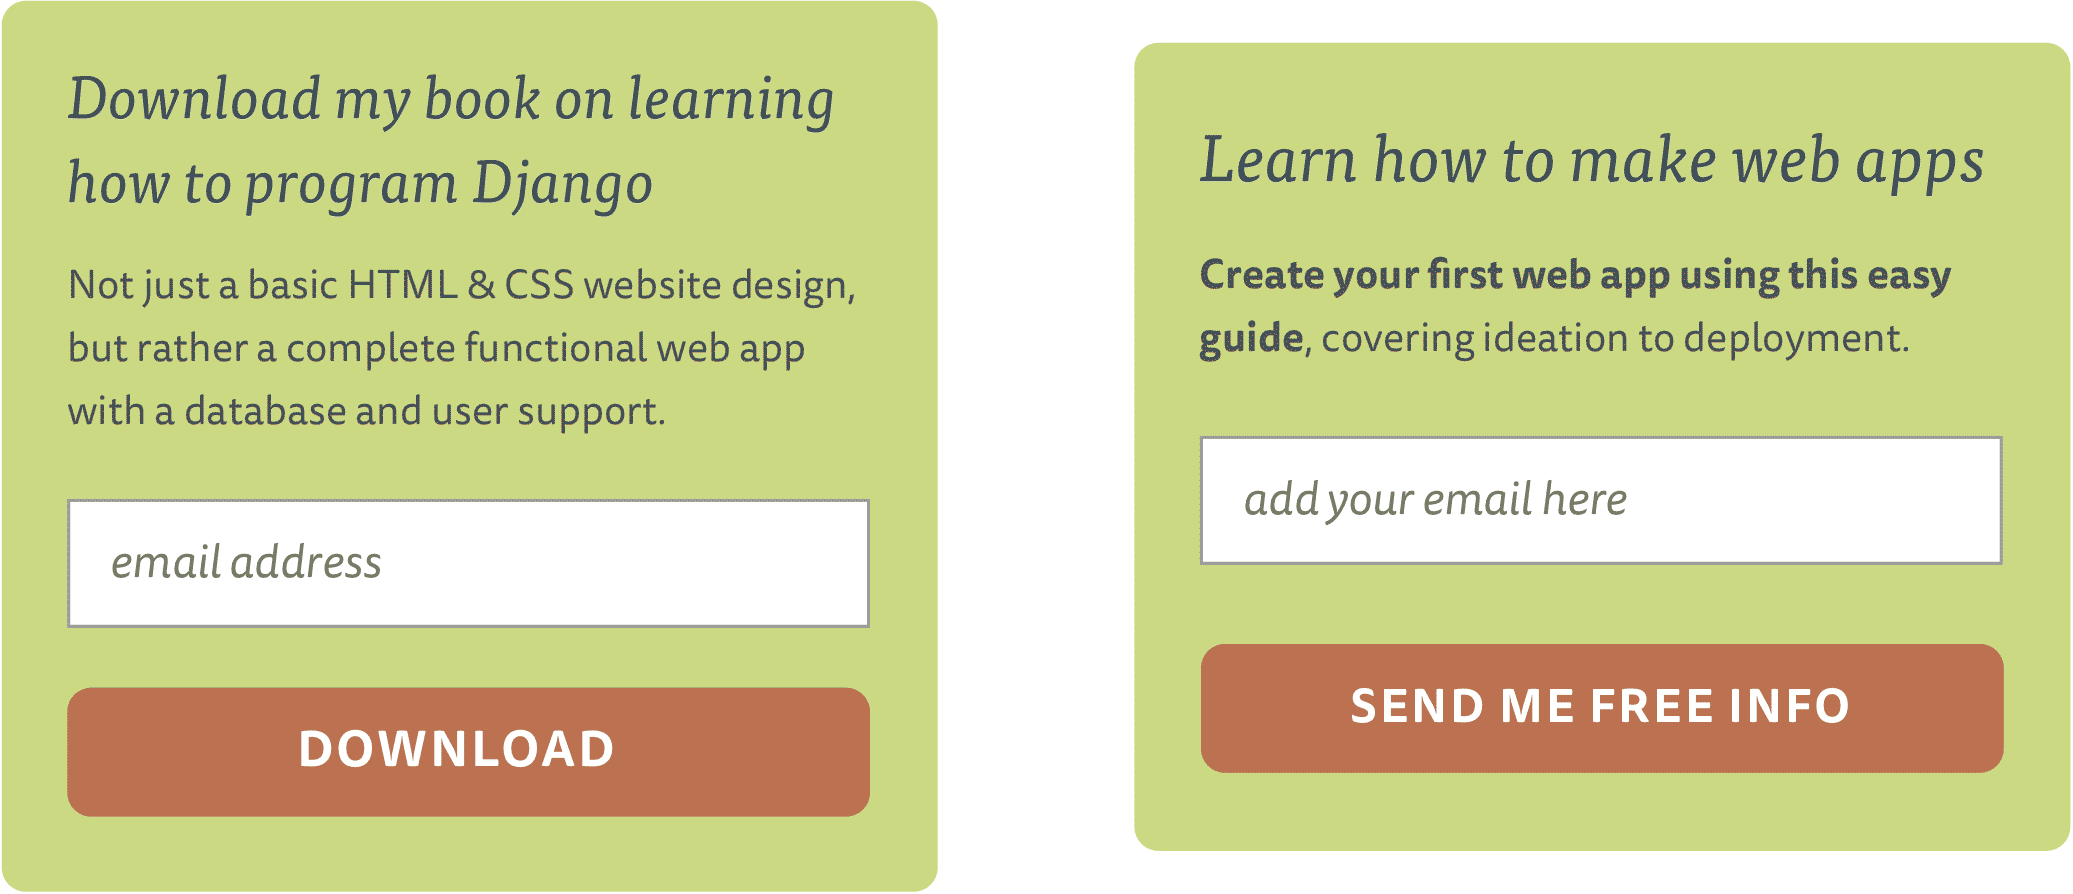 Download my book on learning
how to program Django
Not just a basic HTML & CSS website design,
but rather a complete functional web app
with a database and user support.
email address
DOWNLOAD
Learn how to make web apps
Create your first web app using this easy
guide, covering ideation to deployment.
add your email here
SEND ME FREE INFO